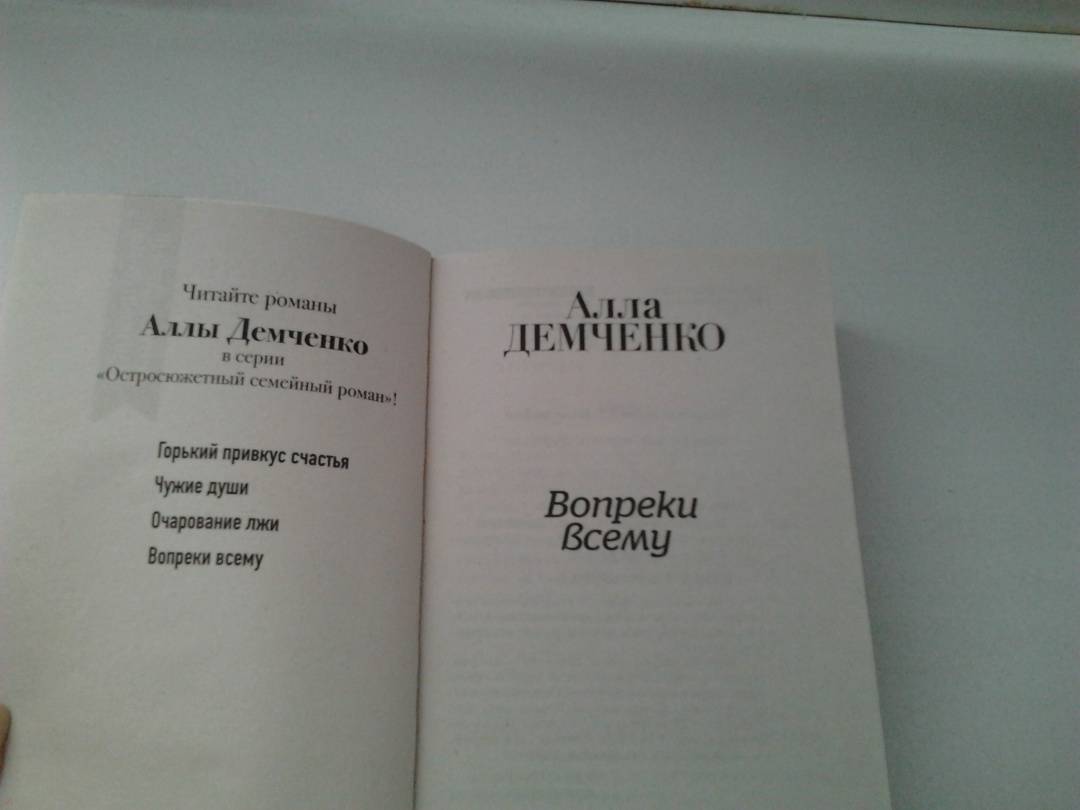 Читайте романы
Аллы Демченко
в серии
«Остросюжетный семейный роман»!
Горький привкус счастья
Чужие души
Очарование лжи
Вопреки всему
Алла
ДЕМЧЕНКО
Вопреки
всему